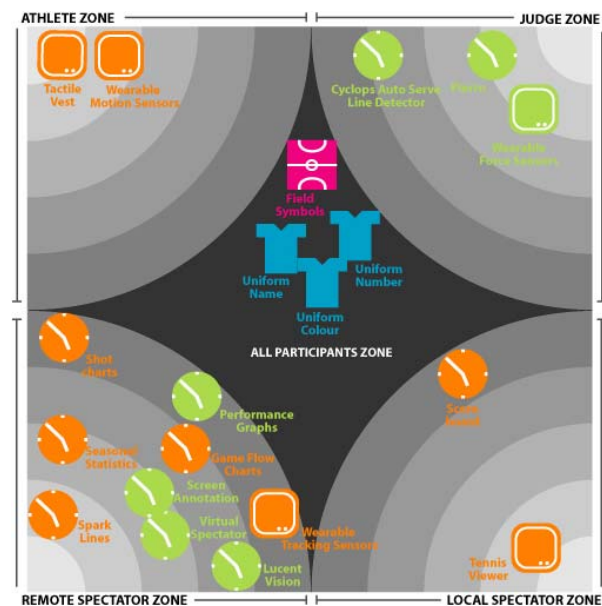 ATHLETE ZONE
JUDGE ZONE
Tactile
Vest
Wearable
Motion Sensors
Cyclops Auto Serve
Line Detector
Wearable
Force Sensors
Field
Symbols
Uniform
Name
Uniform
Number
Uniform
Colour
ALL PARTICIPANTS ZONE
Shot
charts
Performance
Graphs
Score
board
Seasonal
Statistics
Game Flow
Charts
Screen
Annotation
Spark
Lines
Virtual
Spectator
Wearable
Tracking Sensors
Lucent
Vision
Tennis
Viewer
REMOTE SPECTATOR ZONE
LOCAL SPECTATOR ZONE